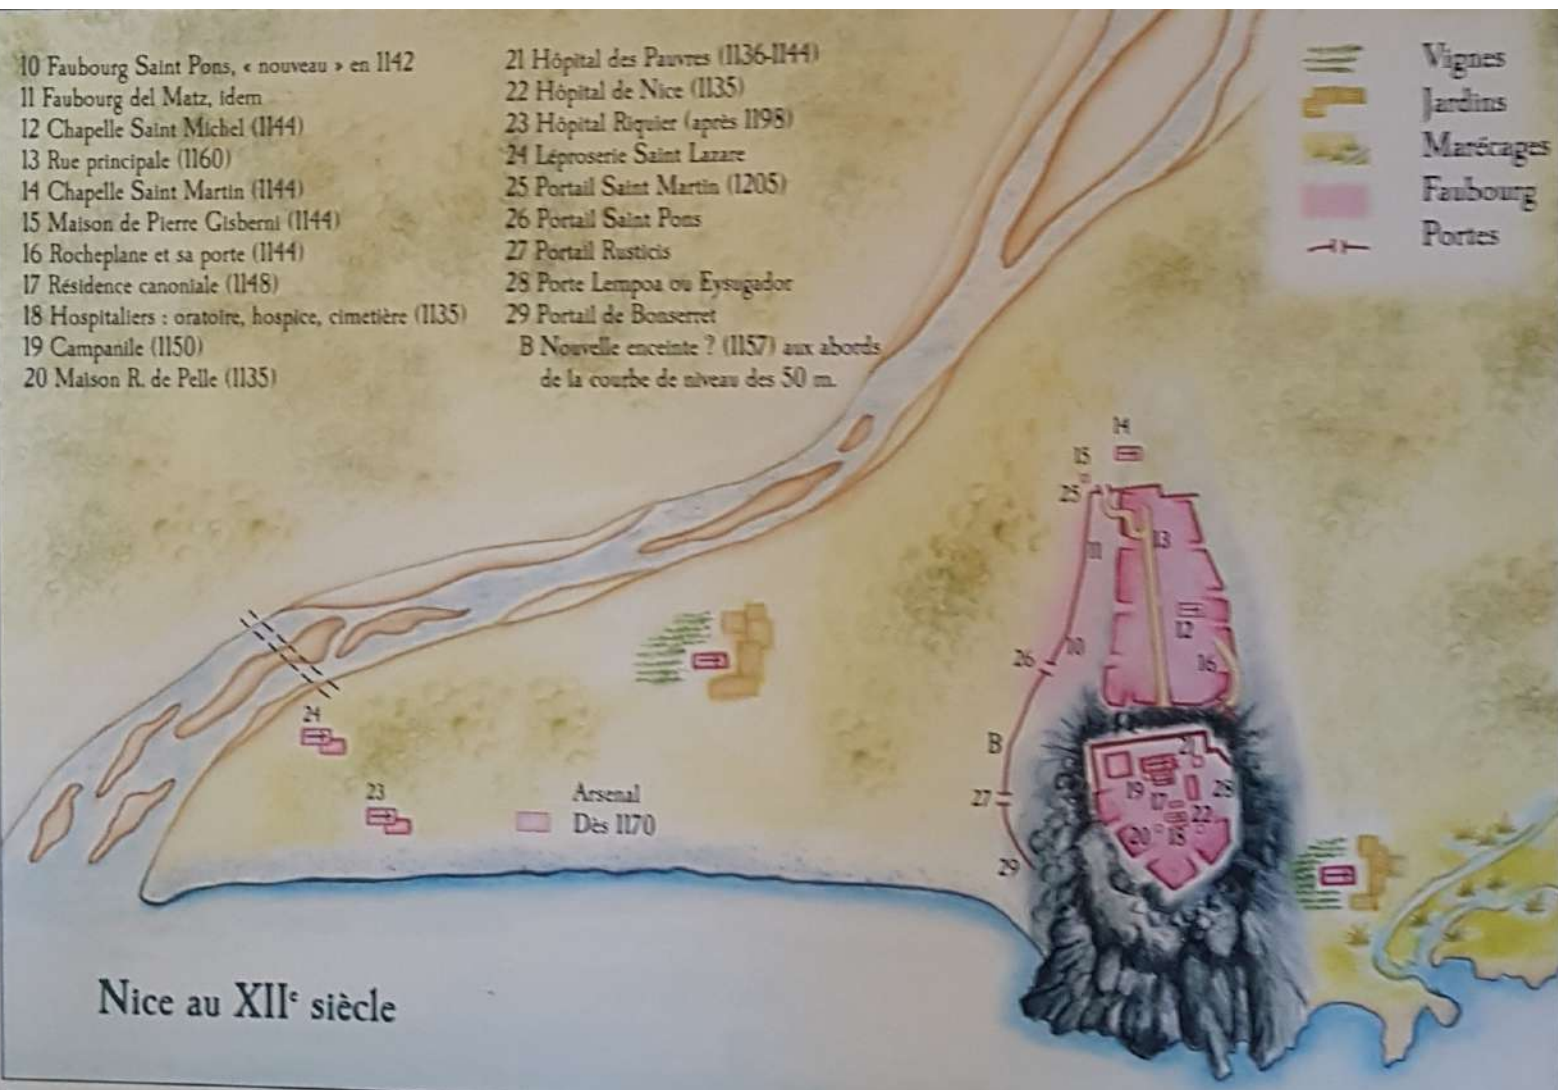 10 Faubourg Saint Pons, « nouveau » en 1142
11 Faubourg del Matz, idem
12 Chapelle Saint Michel (1144)
13 Rue principale (1160)
14 Chapelle Saint Martin (1144)
15 Maison de Pierre Gisberni (1144)
16 Rocheplane et sa porte (1144)
17 Résidence canoniale (1148)
18 Hospitaliers : oratoire, hospice, cimetière (1135)
19 Campanile (1150)
20 Maison R. de Pelle (1135)
21 Hôpital des Pauvres (1136-1144)
22 Hôpital de Nice (1135)
23 Hôpital Riquier (après 1198)
24 Léproserie Saint Lazare
25 Portail Saint Martin (1205)
26 Portail Saint Pons
27 Portail Rusticis
28 Porte Lempoa ou Eysugador
29 Portail de Bonserret
B Nouvelle enceinte ? (1157) aux abords
de la courbe de niveau des 50 m.
Vignes
Jardins
Marécages
Faubourg
Portes
14
15
25
11
13
12
10
26
16
24
B
21
23
19
28
27
17
22
20
18
29
Arsenal
Dès 1170
Nice au XIIe siècle